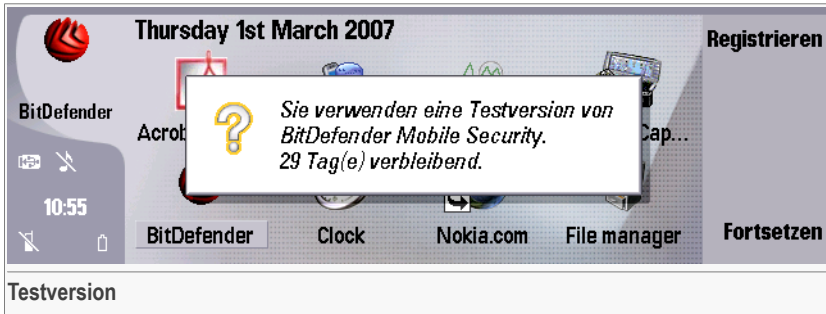 Thursday 1st March 2007
Registrieren
BitDefender
Sie verwenden eine Testversion von
BitDefender Mobile Security.
29 Tag(e) verbleibend.
Acrob
Cap...
10:55
BitDefender
Clock
Nokia.com
File manager
Fortsetzen
Testversion